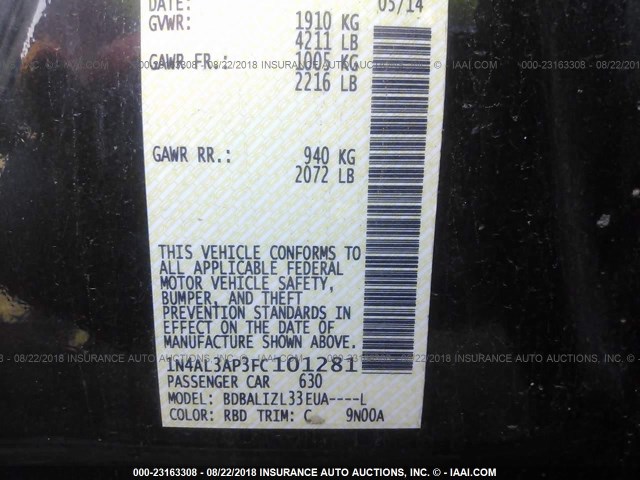 DATE: 05/14
GVWR: 1910 KG
4211 LB
GAWR FR.: 1005 KG
2216 LB
GAWR RR.: 940 KG
2072 LB
THIS VEHICLE CONFORMS TO
ALL APPLICABLE FEDERAL
MOTOR VEHICLE SAFETY,
BUMPER, AND THEFT
PREVENTION STANDARDS IN
EFFECT ON THE DATE OF
MANUFACTURE SHOWN ABOVE.
1N4AL3AP3FC101281
PASSENGER CAR 630
MODEL: BDBALIZL33EUA----L
COLOR: RBD TRIM: C 9N00A
000-23163308 - 08/22/2018 INSURANCE AUTO AUCTIONS, INC. - © IAAI.COM